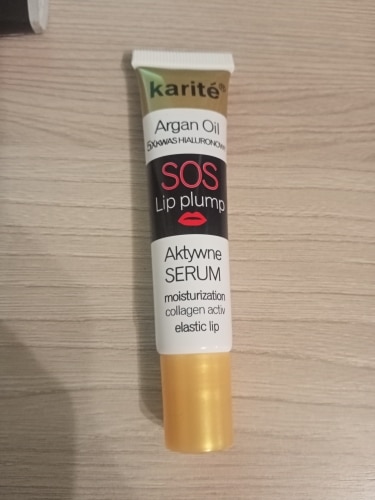 karité®
Argan Oil
5XKWAS HIALURONOWY
SOS
Lip plump
Aktywne
SERUM
moisturization
collagen activ
elastic lip